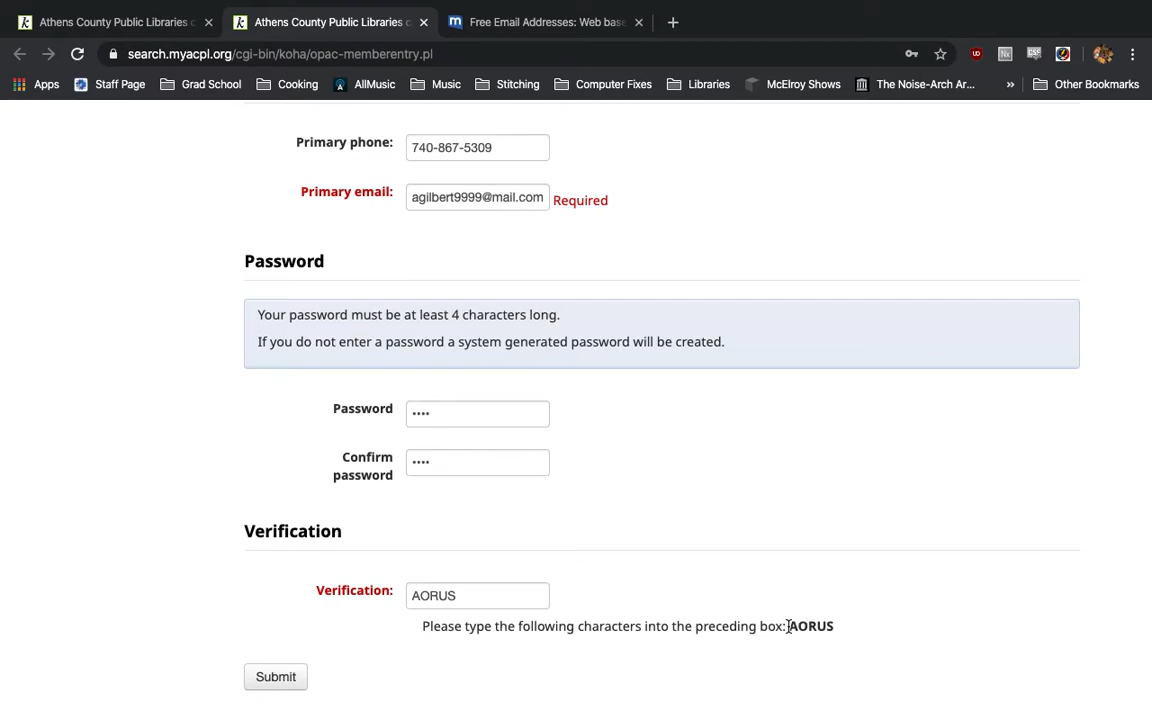 Athens County Public Libraries c
Athens County Public Libraries c
Free Email Addresses: Web base
search.myacpl.org/cgi-bin/koha/opac-memberentry.pl
Apps
Staff Page
Grad School
Cooking
AllMusic
Music
Stitching
Computer Fixes
Libraries
McElroy Shows
The Noise-Arch Ar...
»
Other Bookmarks
Primary phone:
740-867-5309
Primary email:
agilbert9999@mail.com
Required
Password
Your password must be at least 4 characters long.
If you do not enter a password a system generated password will be created.
Password
••••
Confirm
password
••••
Verification
Verification:
AORUS
Please type the following characters into the preceding box: AORUS
Submit